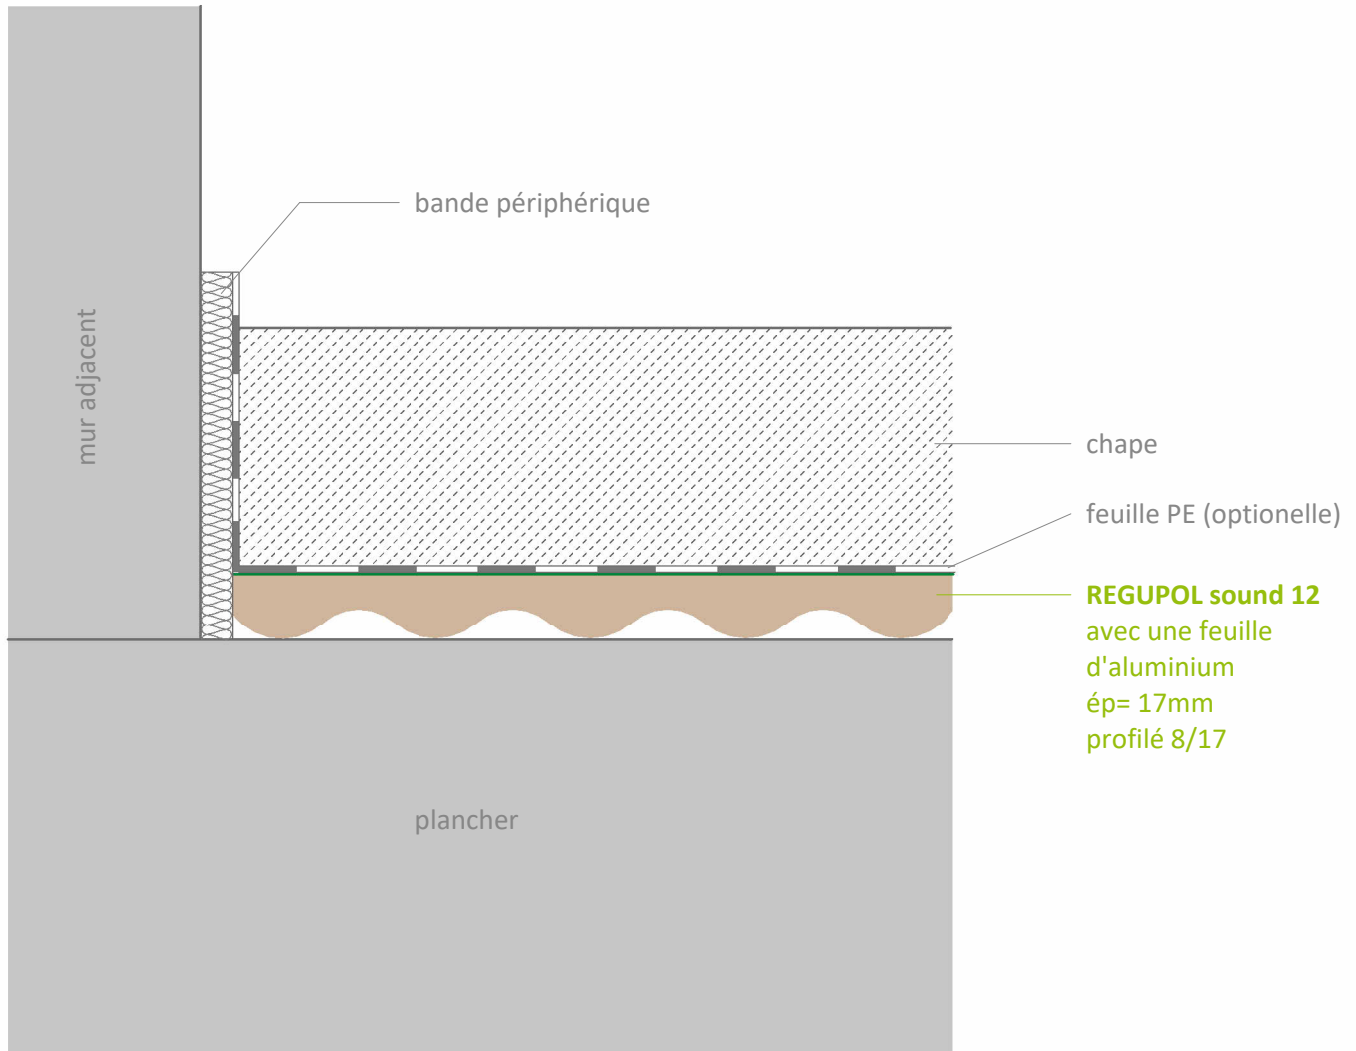 bande périphérique
mur adjacent
chape
feuille PE (optionelle)
REGUPOL sound 12
avec une feuille
d'aluminium
ép= 17mm
profilé 8/17
plancher